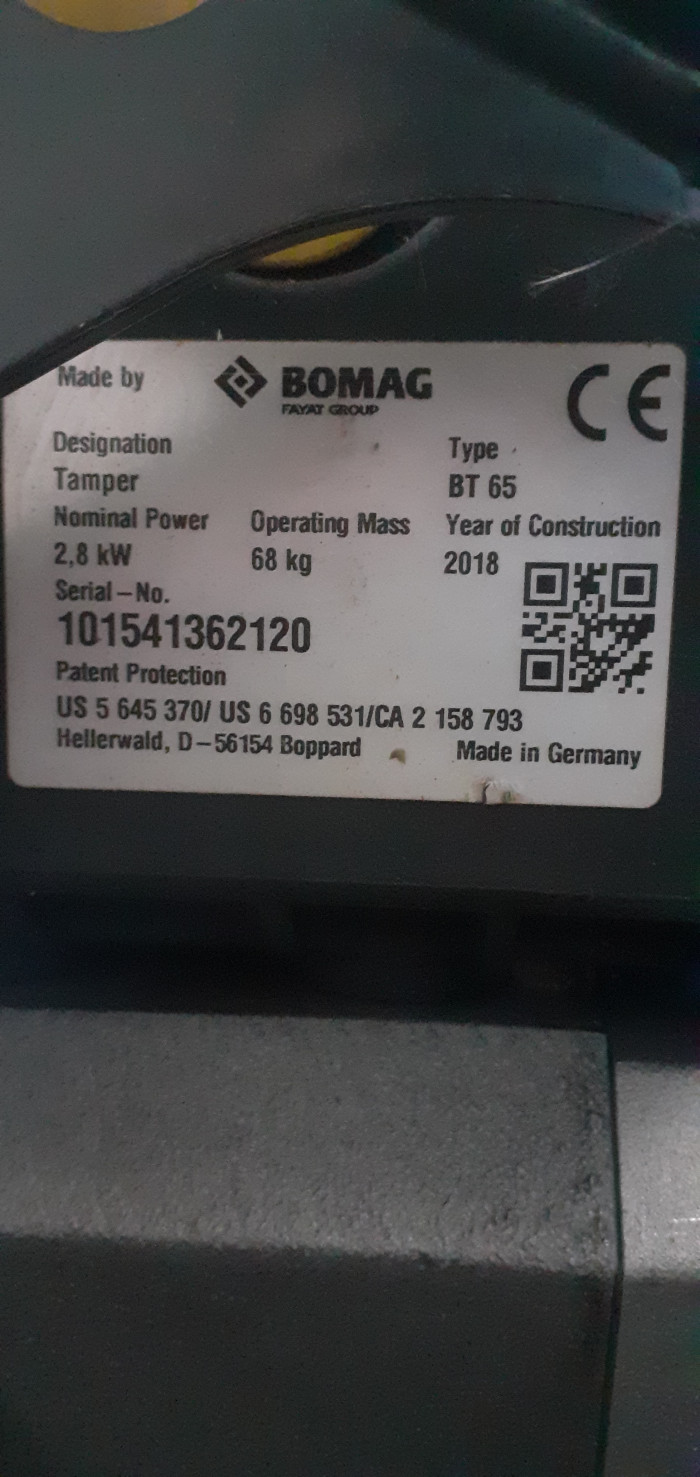 Made by BOMAG CE
FAYAT GROUP
Designation Type
Tamper BT 65
Nominal Power Operating Mass Year of Construction
2,8 kW 68 kg 2018
Serial-No.
101541362120
Patent Protection
US 5 645 370/ US 6 698 531/CA 2 158 793
Hellerwald, D-56154 Boppard Made in Germany